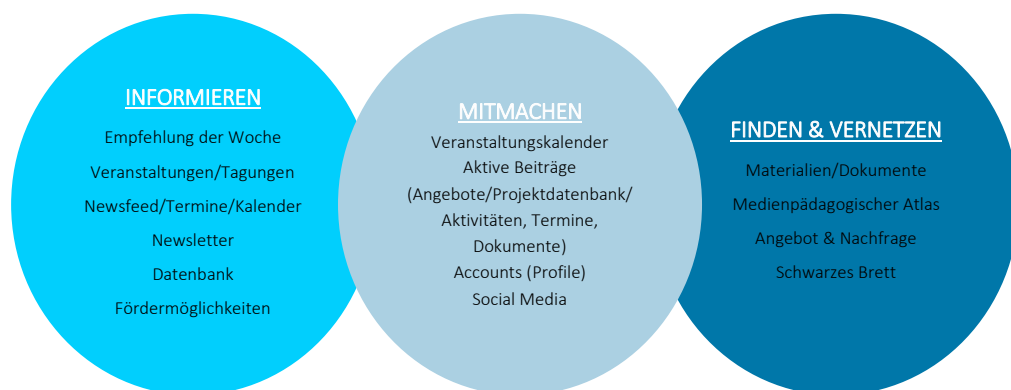 INFORMIEREN
Empfehlung der Woche
Veranstaltungen/Tagungen
Newsfeed/Termine/Kalender
Newsletter
Datenbank
Fördermöglichkeiten
MITMACHEN
Veranstaltungskalender
Aktive Beiträge
(Angebote/Projektdatenbank/
Aktivitäten, Termine,
Dokumente)
Accounts (Profile)
Social Media
FINDEN & VERNETZEN
Materialien/Dokumente
Medienpädagogischer Atlas
Angebot & Nachfrage
Schwarzes Brett